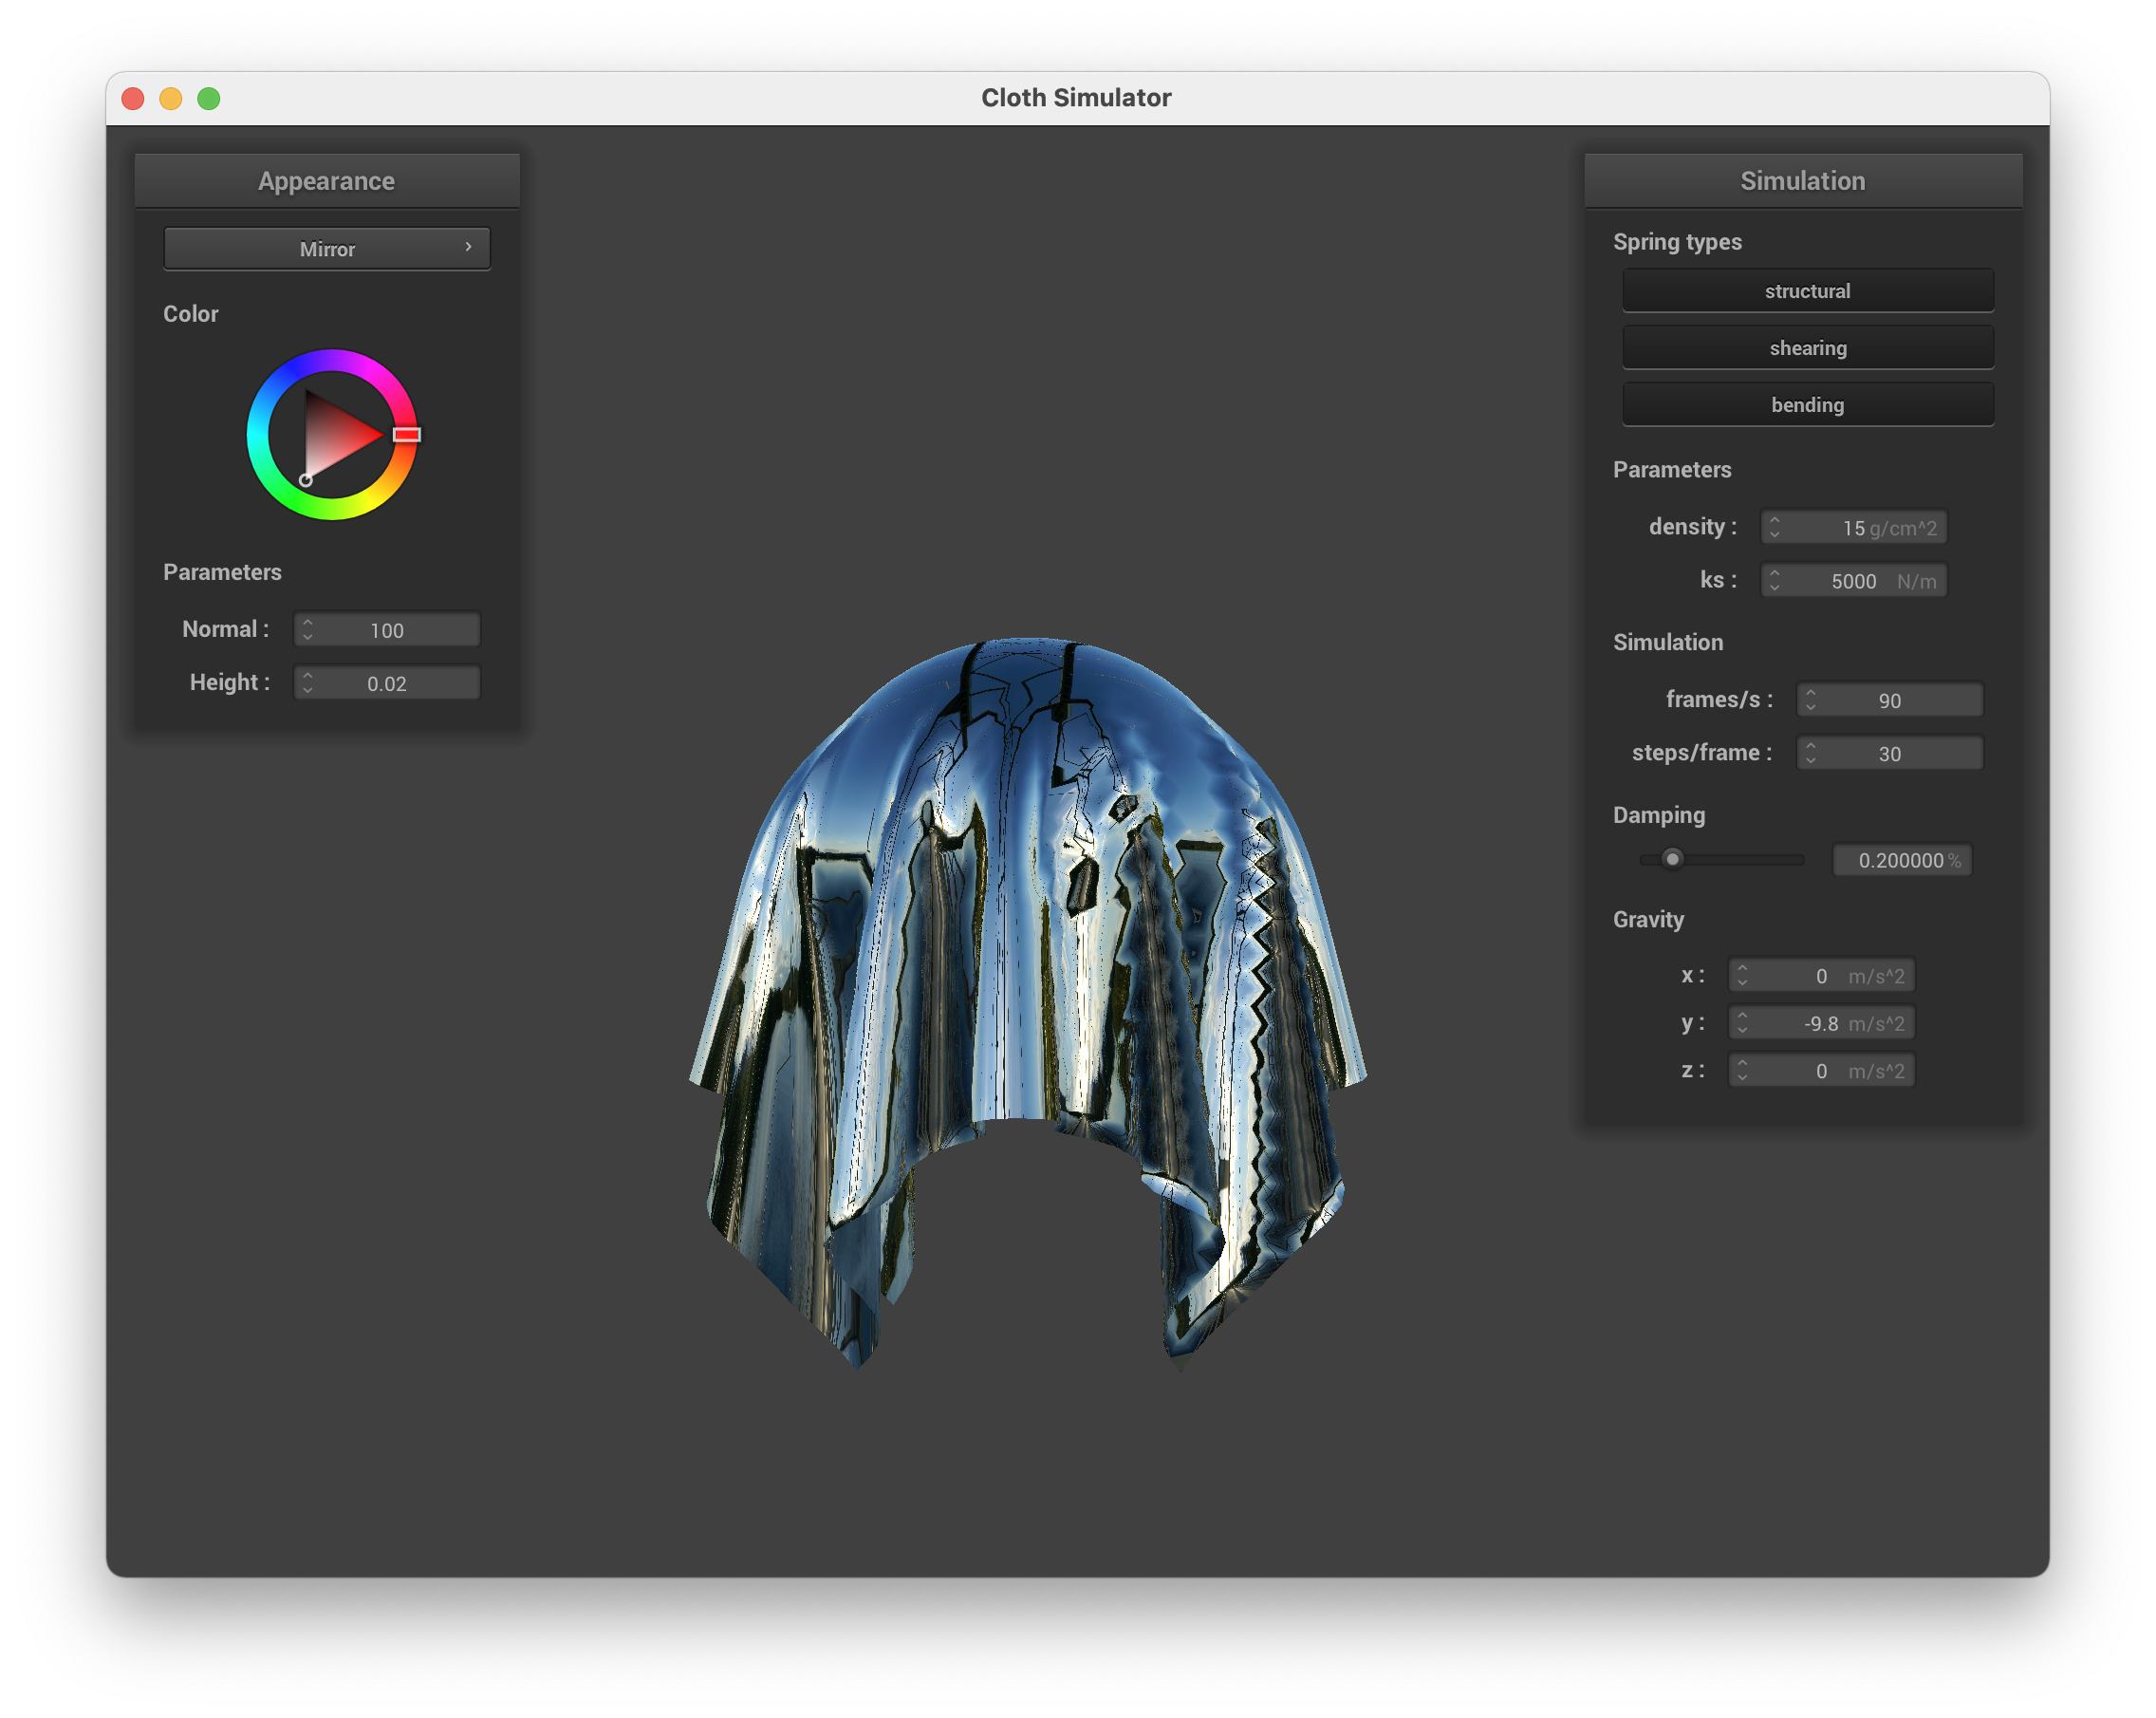 Cloth Simulator
Appearance
Mirror
Color
Parameters
Normal : 100
Height : 0.02
Simulation
Spring types
structural
shearing
bending
Parameters
density : 15 g/cm^2
ks : 5000 N/m
Simulation
frames/s : 90
steps/frame : 30
Damping
0.200000 %
Gravity
x : 0 m/s^2
y : -9.8 m/s^2
z : 0 m/s^2